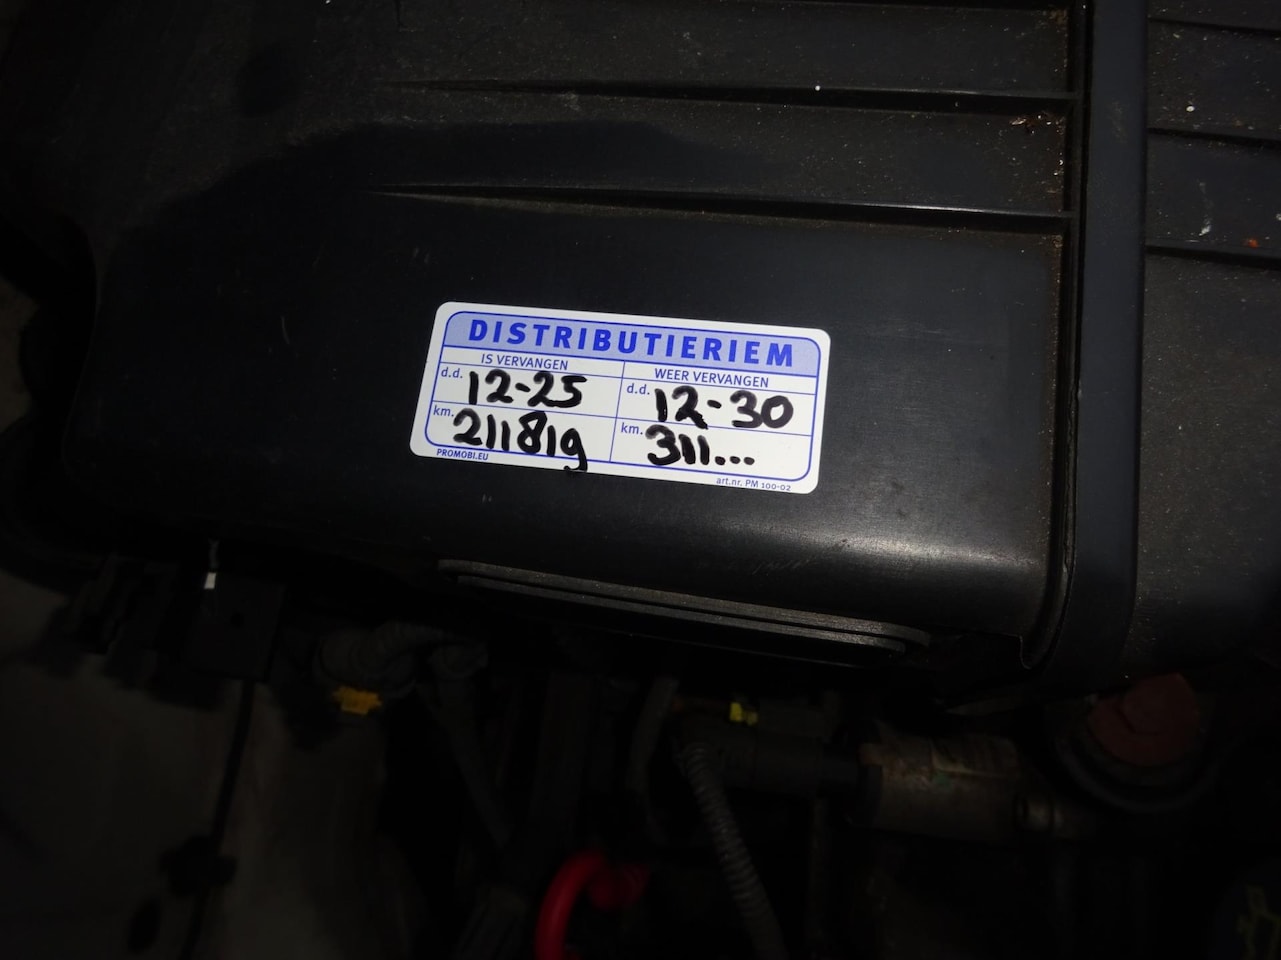 DISTRIBUTIERIEM
IS VERVANGEN WEER VERVANGEN
d.d. 12-25 d.d. 12-30
km. 211819 km. 311...
PROMOBI.EU art.nr. PM 100-02